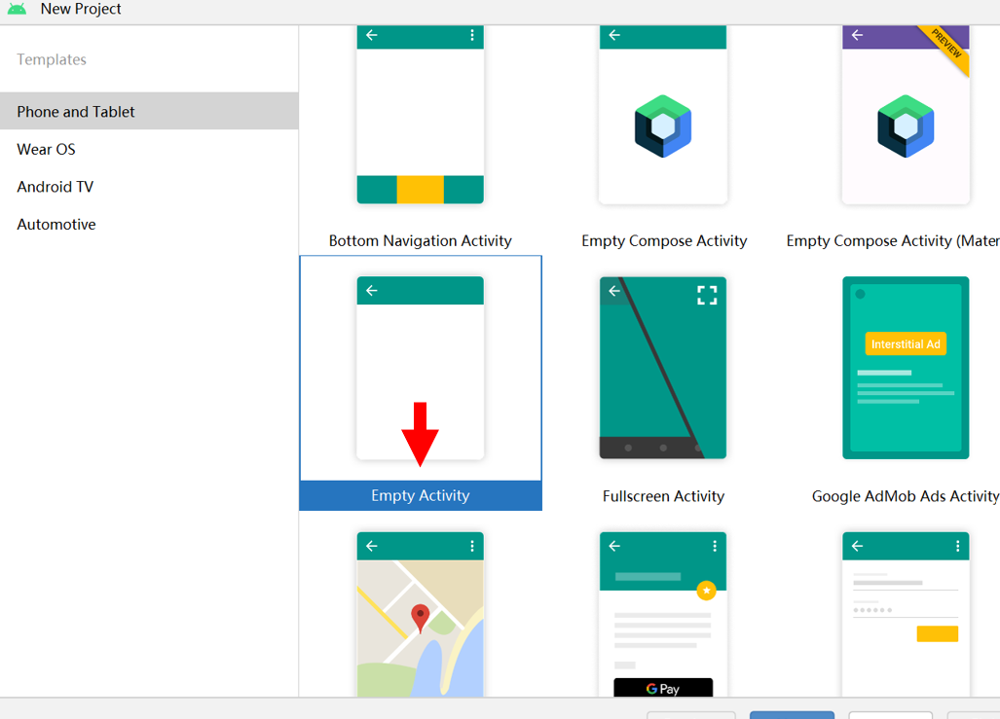 New Project
Templates
Phone and Tablet
Wear OS
Android TV
Automotive
PREVIEW
Bottom Navigation Activity
Empty Compose Activity
Empty Compose Activity (Mater
Interstitial Ad
Empty Activity
Fullscreen Activity
Google AdMob Ads Activity
G Pay